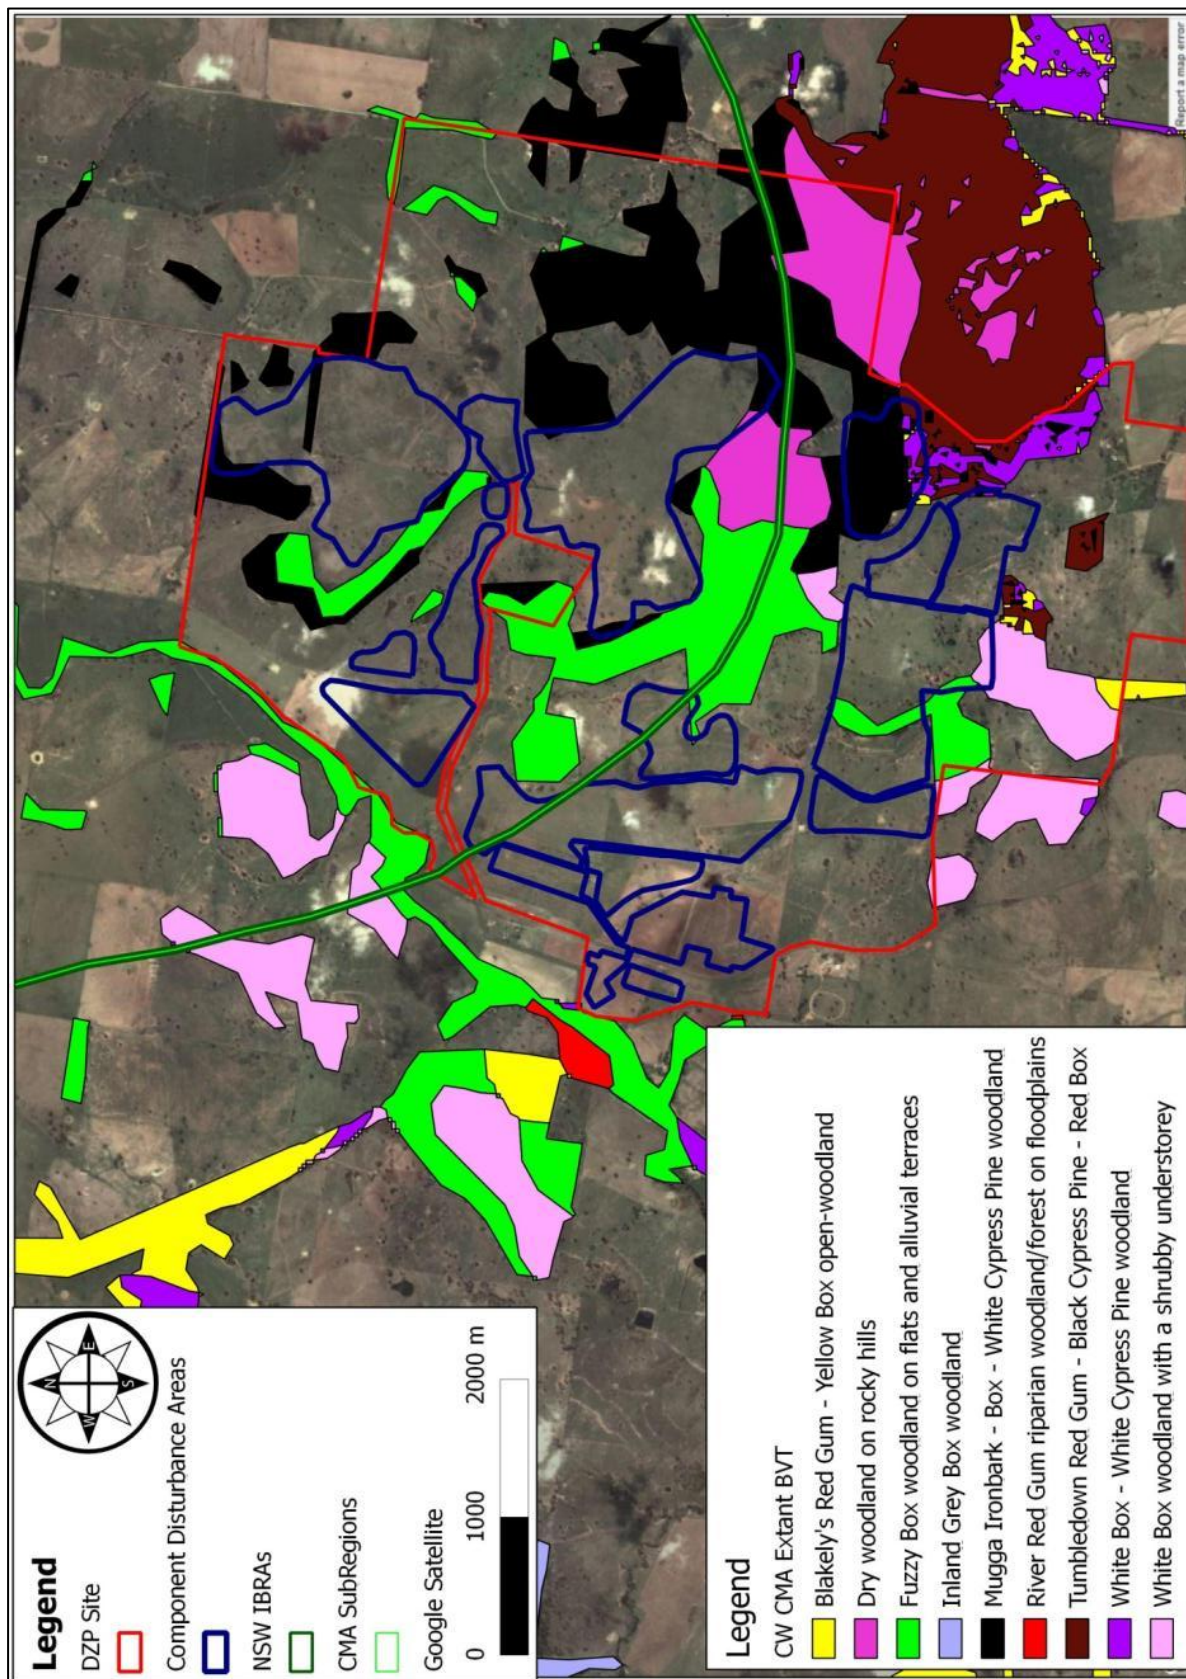 Legend
DZP Site
Component Disturbance Areas
NSW IBRAs
CMA SubRegions
Google Satellite
0 1000 2000 m
N
E
S
W
Legend
CW CMA Extant BVT
Blakely's Red Gum - Yellow Box open-woodland
Dry woodland on rocky hills
Fuzzy Box woodland on flats and alluvial terraces
Inland Grey Box woodland
Mugga Ironbark - Box - White Cypress Pine woodland
River Red Gum riparian woodland/forest on floodplains
Tumbledown Red Gum - Black Cypress Pine - Red Box
White Box - White Cypress Pine woodland
White Box woodland with a shrubby understorey
Report a map error